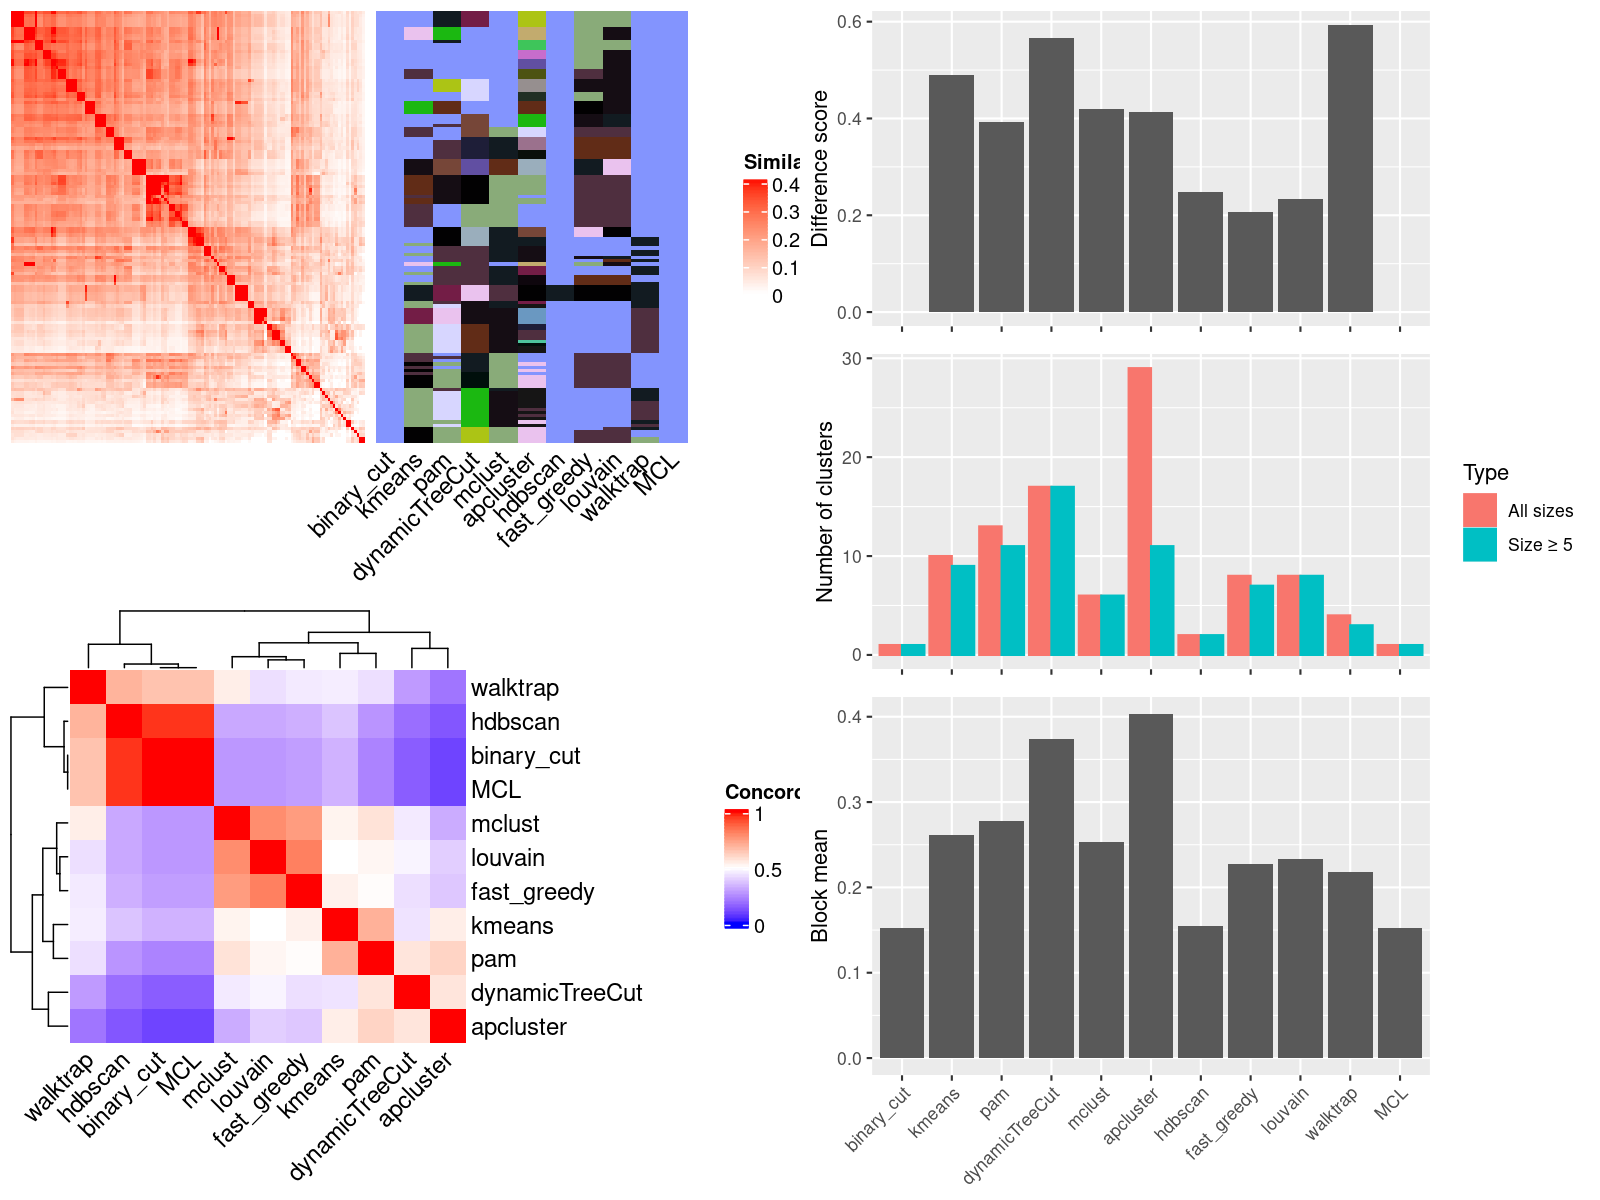 Simila
0.4
0.3
0.2
0.1
0
binary_cut
kmeans
pam
dynamicTreeCut
mclust
apcluster
hdbscan
fast_greedy
louvain
walktrap
MCL
Difference score
0.6
0.4
0.2
0.0
Number of clusters
30
20
10
0
Type
All sizes
Size ≥ 5
walktrap
hdbscan
binary_cut
MCL
mclust
louvain
fast_greedy
kmeans
pam
dynamicTreeCut
apcluster
walktrap
hdbscan
binary_cut
MCL
mclust
louvain
fast_greedy
kmeans
pam
dynamicTreeCut
apcluster
Concord
1
0.5
0
Block mean
0.4
0.3
0.2
0.1
0.0
binary_cut
kmeans
pam
dynamicTreeCut
mclust
apcluster
hdbscan
fast_greedy
louvain
walktrap
MCL